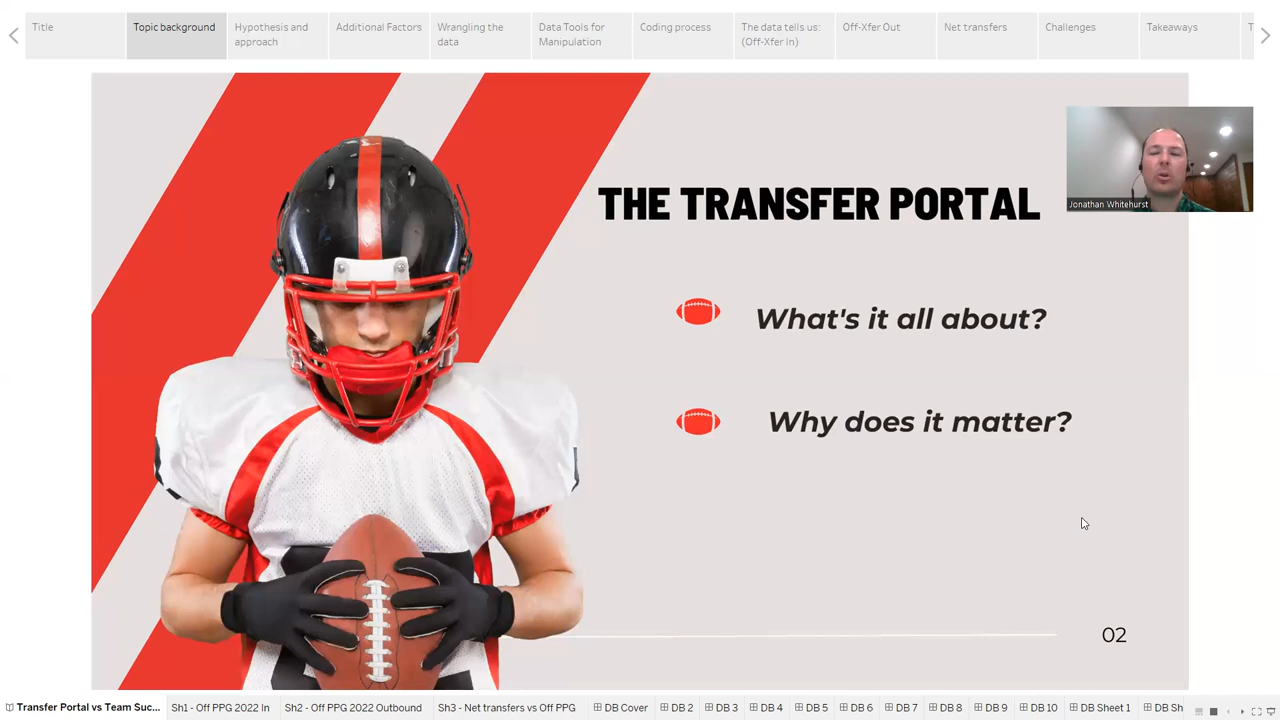 Title
Topic background
Hypothesis and
approach
Additional Factors
Wrangling the
data
Data Tools for
Manipulation
Coding process
The data tells us:
(Off-Xfer In)
Off-Xfer Out
Net transfers
Challenges
Takeaways
THE TRANSFER PORTAL
Jonathan Whitehurst
What's it all about?
Why does it matter?
02
Transfer Portal vs Team Suc...
Sh1 - Off PPG 2022 In
Sh2 - Off PPG 2022 Outbound
Sh3 - Net transfers vs Off PPG
DB Cover
DB 2
DB 3
DB 4
DB 5
DB 6
DB 7
DB 8
DB 9
DB 10
DB Sheet 1
DB Sh